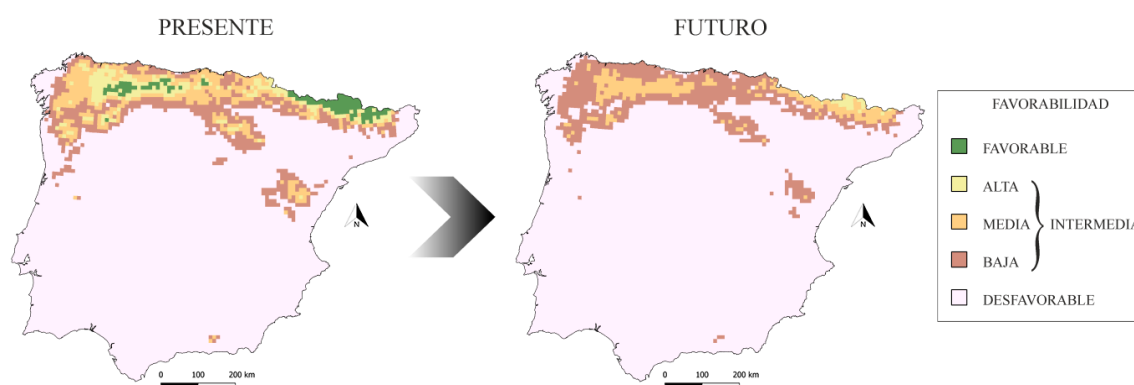 PRESENTE
FUTURO
N
0 100 200 km
N
0 100 200 km
FAVORABILIDAD
FAVORABLE
ALTA
MEDIA
INTERMEDIA
BAJA
DESFAVORABLE